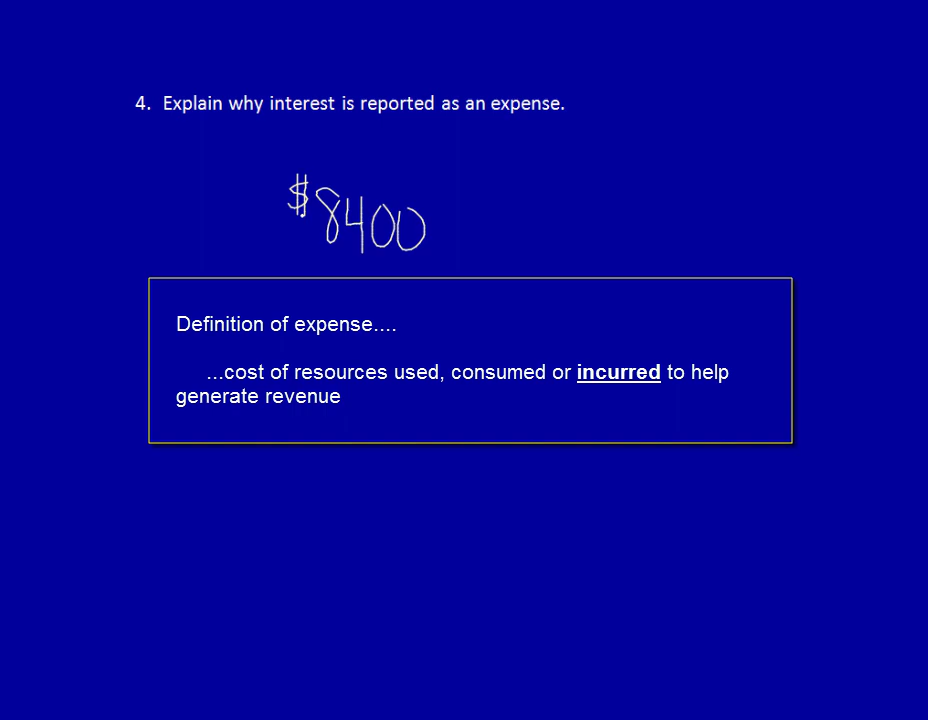 4. Explain why interest is reported as an expense.
$8400
Definition of expense....
...cost of resources used, consumed or incurred to help
generate revenue